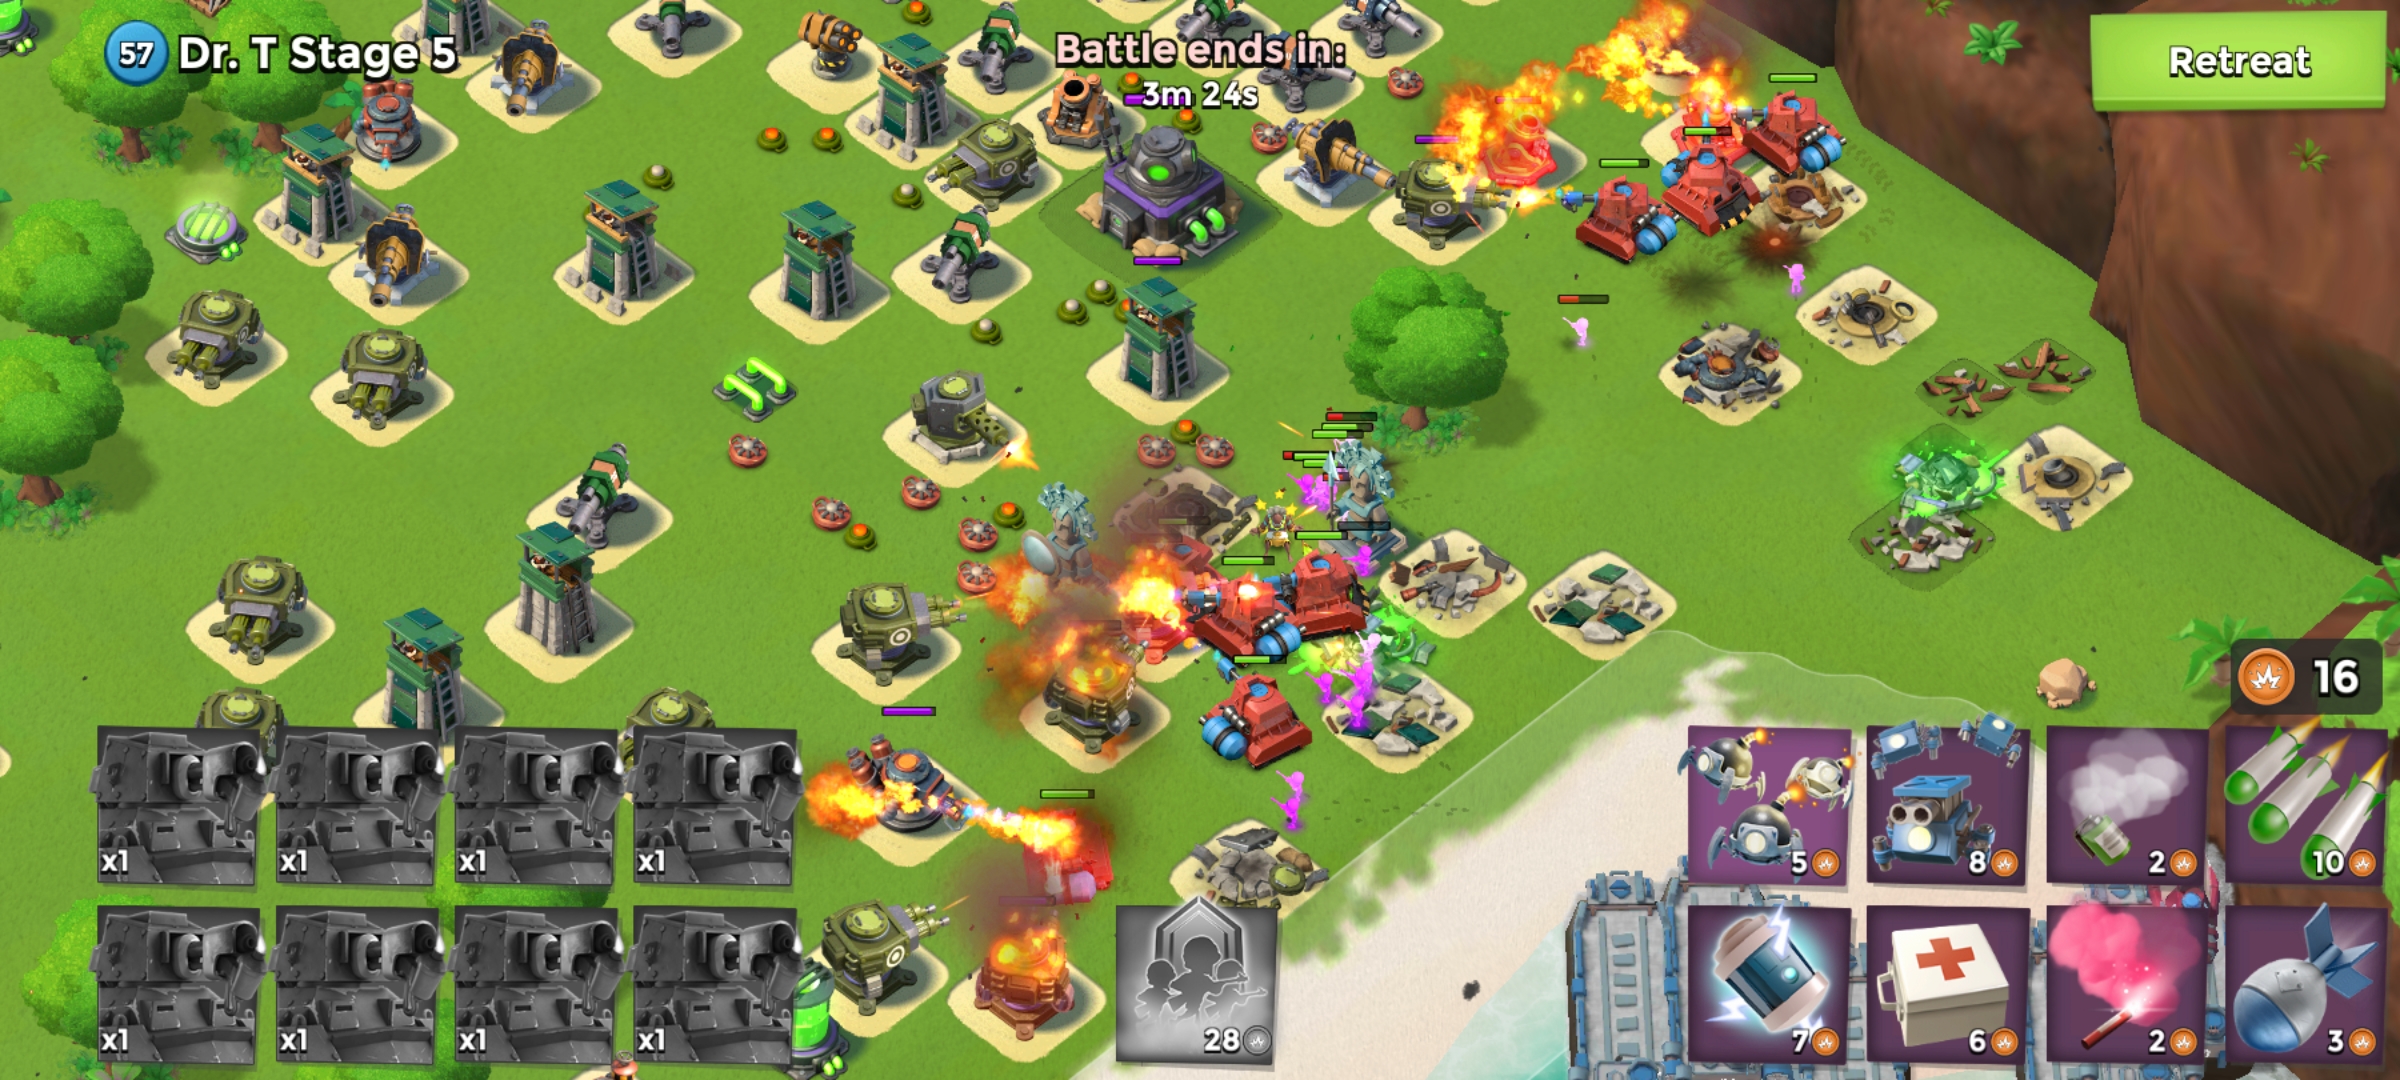 57 Dr. T Stage 5
Battle ends in:
3m 24s
Retreat
16
x1 x1 x1 x1
5 8 2 10
x1 x1 x1 x1
28
7 6 2 3